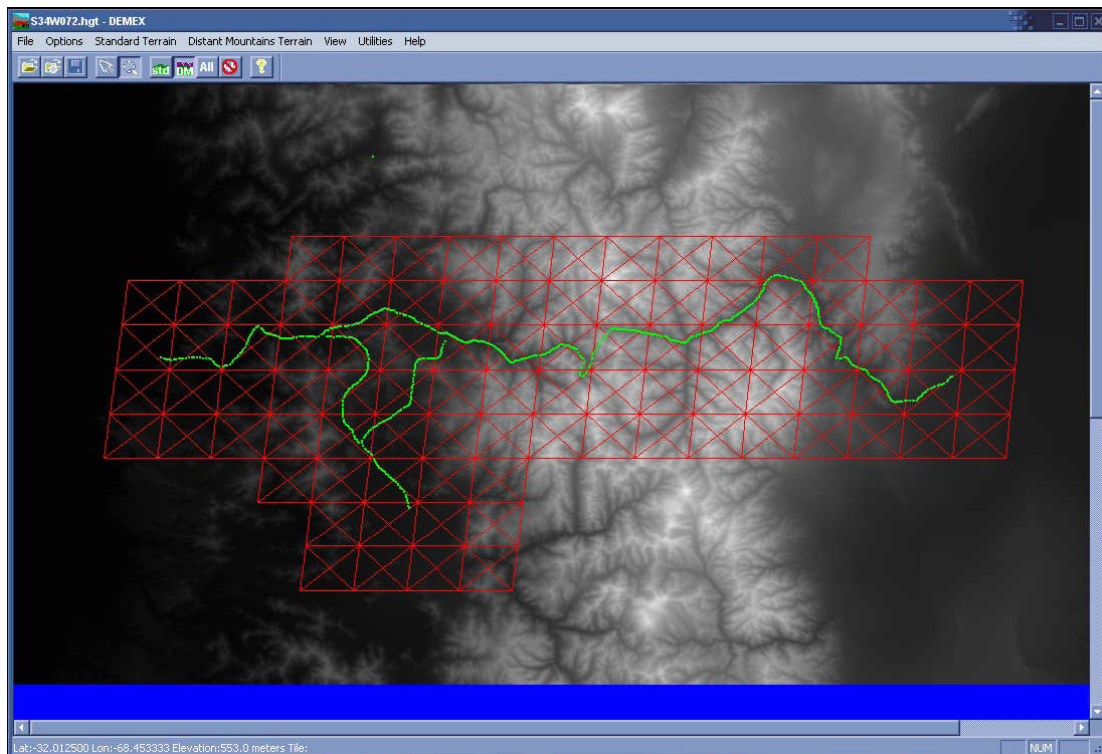 S34W072.hgt - DEMEX
File Options Standard Terrain Distant Mountains Terrain View Utilities Help
std DM All ?
Lat:-32.012500 Lon:-68.453333 Elevation:553.0 meters Tile: NUM